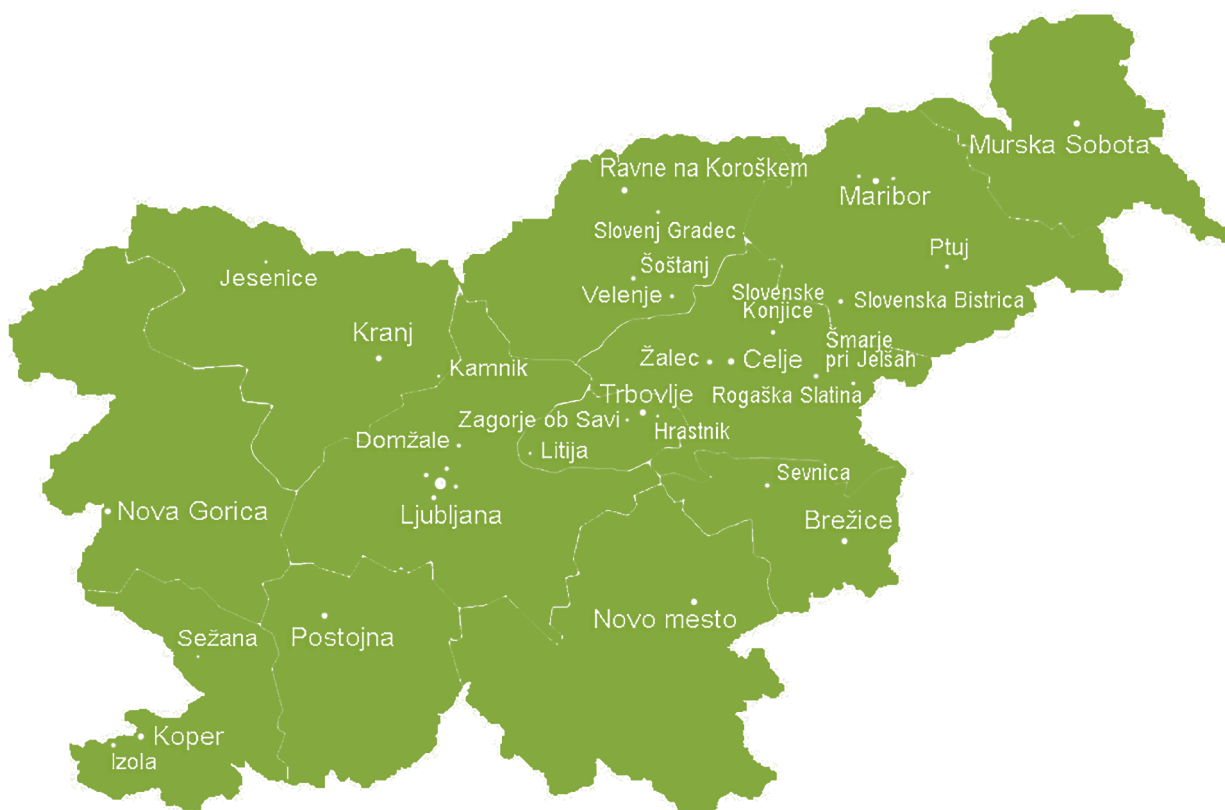 Murska Sobota
Ravne na Koroškem
Maribor
Slovenj Gradec
Ptuj
Šoštanj
Jesenice
Velenje
Slovenske
Konjice
Slovenska Bistrica
Kranj
Šmarje
pri Jelšah
Žalec
Celje
Kamnik
Trbovlje
Rogaška Slatina
Zagorje ob Savi
Hrastnik
Domžale
Litija
Sevnica
Nova Gorica
Ljubljana
Brežice
Novo mesto
Sežana
Postojna
Koper
Izola